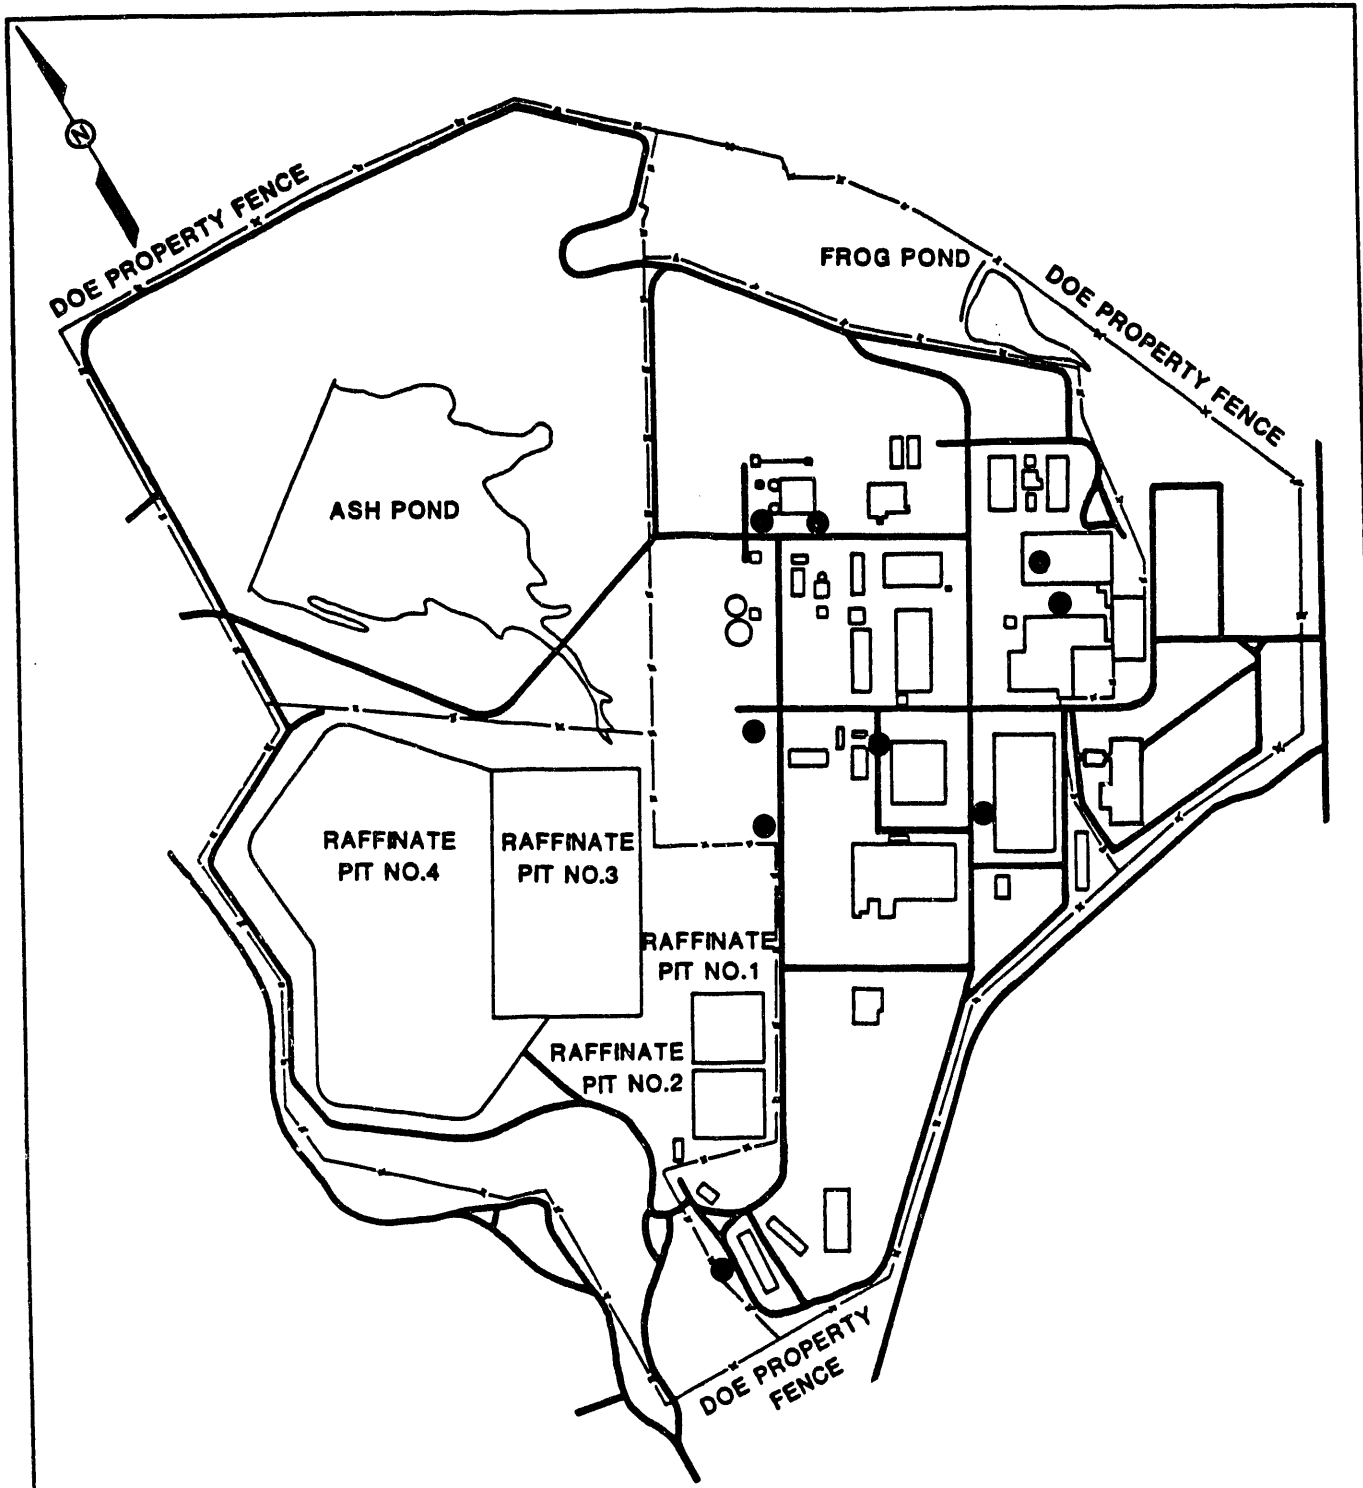 N
DOE PROPERTY FENCE
FROG POND
DOE PROPERTY FENCE
ASH POND
RAFFINATE
PIT NO.4
RAFFINATE
PIT NO.3
RAFFINATE
PIT NO.1
RAFFINATE
PIT NO.2
DOE PROPERTY
FENCE